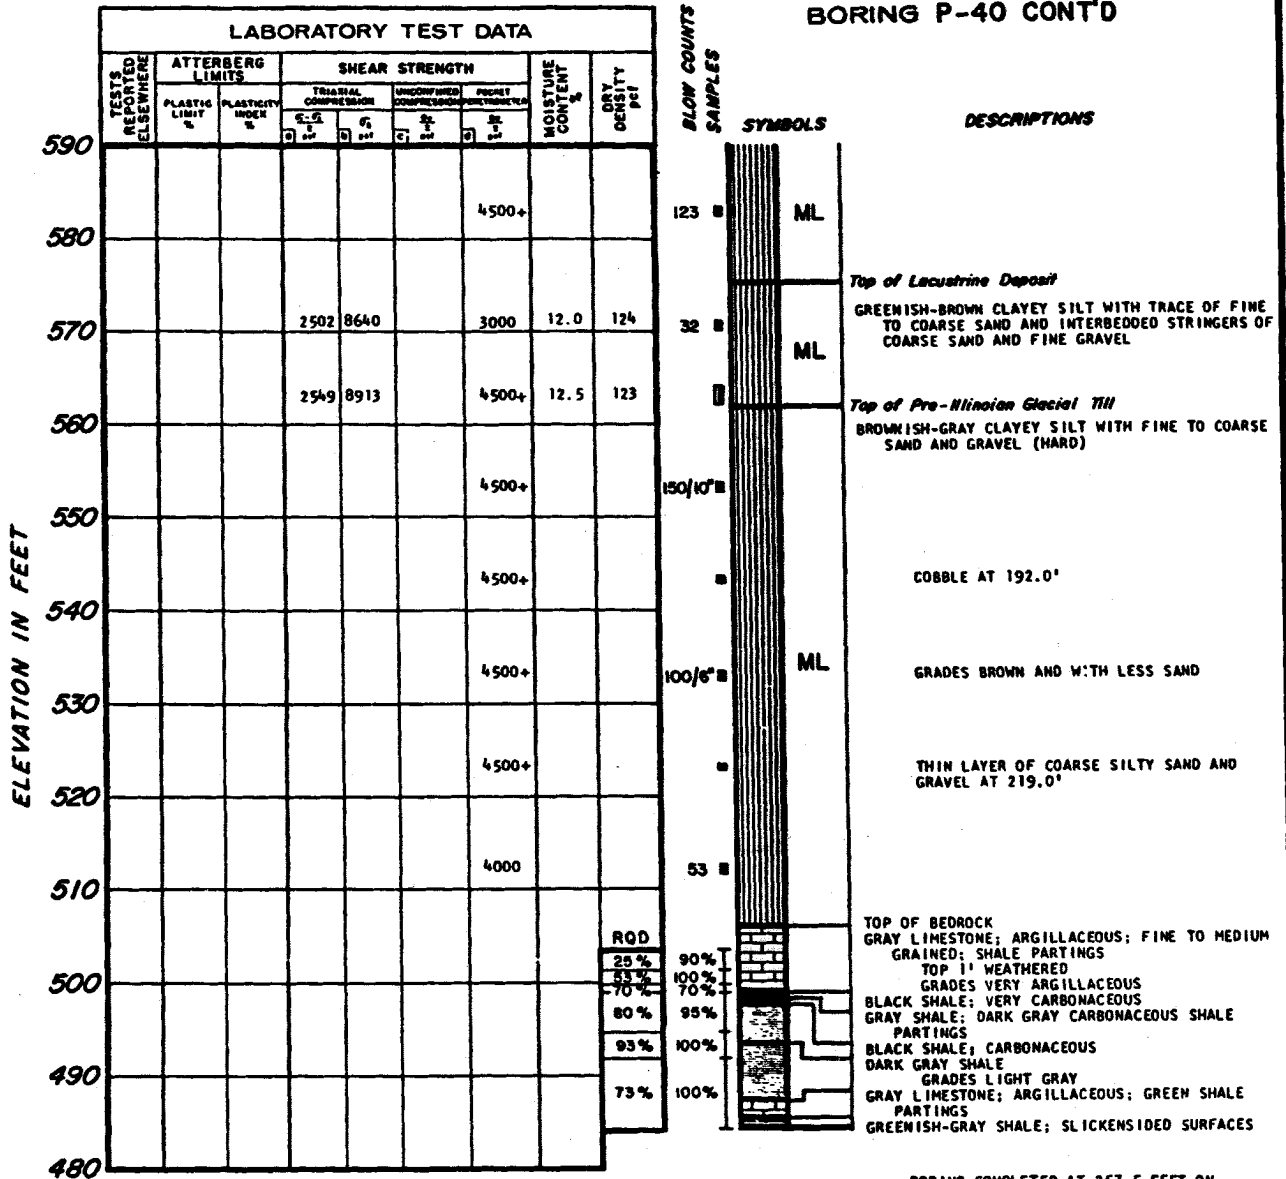 BORING P-40 CONT'D
LABORATORY TEST DATA
TESTS REPORTED ELSEWHERE
ATTERBERG LIMITS
PLASTIC LIMIT %
PLASTICITY INDEX %
SHEAR STRENGTH
TRIAXIAL COMPRESSION
UNCONFINED COMPRESSION
POCKET PENETROMETER
MOISTURE CONTENT %
DRY DENSITY pcf
BLOW COUNTS
SAMPLES
SYMBOLS
DESCRIPTIONS
ELEVATION IN FEET
590
4500+ 123 ML
580
Top of Lacustrine Deposit
GREENISH-BROWN CLAYEY SILT WITH TRACE OF FINE
TO COARSE SAND AND INTERBEDDED STRINGERS OF
COARSE SAND AND FINE GRAVEL
2502 8640 3000 12.0 124 32
570
ML
2549 8913 4500+ 12.5 123
Top of Pre-Illinoian Glacial Till
560
BROWNISH-GRAY CLAYEY SILT WITH FINE TO COARSE
SAND AND GRAVEL (HARD)
4500+ 150/10"
550
4500+ COBBLE AT 192.0'
540
ML
4500+ 100/6" GRADES BROWN AND WITH LESS SAND
530
4500+ THIN LAYER OF COARSE SILTY SAND AND
GRAVEL AT 219.0'
520
4000 53
510
TOP OF BEDROCK
RQD
GRAY LIMESTONE; ARGILLACEOUS; FINE TO MEDIUM
GRAINED; SHALE PARTINGS
25% 90%
TOP 1' WEATHERED
53% 100%
GRADES VERY ARGILLACEOUS
500
70% 70%
BLACK SHALE; VERY CARBONACEOUS
80% 95%
GRAY SHALE; DARK GRAY CARBONACEOUS SHALE
PARTINGS
93% 100%
BLACK SHALE; CARBONACEOUS
DARK GRAY SHALE
GRADES LIGHT GRAY
490
73% 100%
GRAY LIMESTONE; ARGILLACEOUS; GREEN SHALE
PARTINGS
GREENISH-GRAY SHALE; SLICKENSIDED SURFACES
480